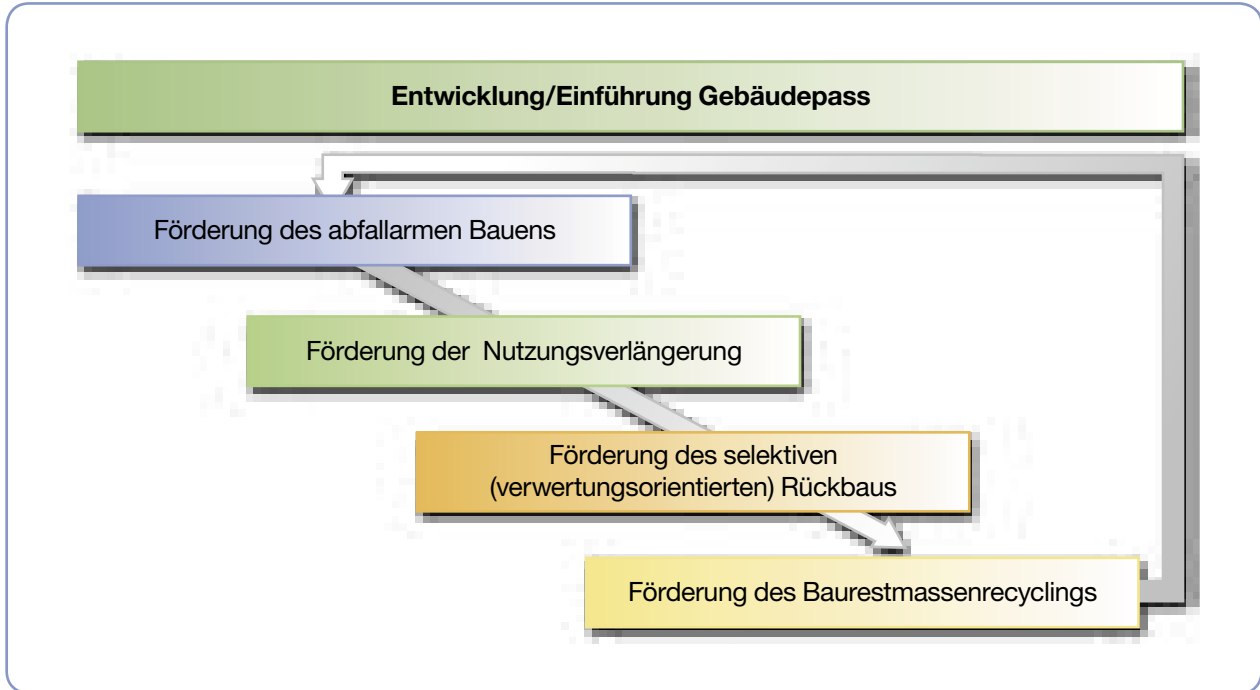 Entwicklung/Einführung Gebäudepass
Förderung des abfallarmen Bauens
Förderung der Nutzungsverlängerung
Förderung des selektiven
(verwertungsorientierten) Rückbaus
Förderung des Baurestmassenrecyclings